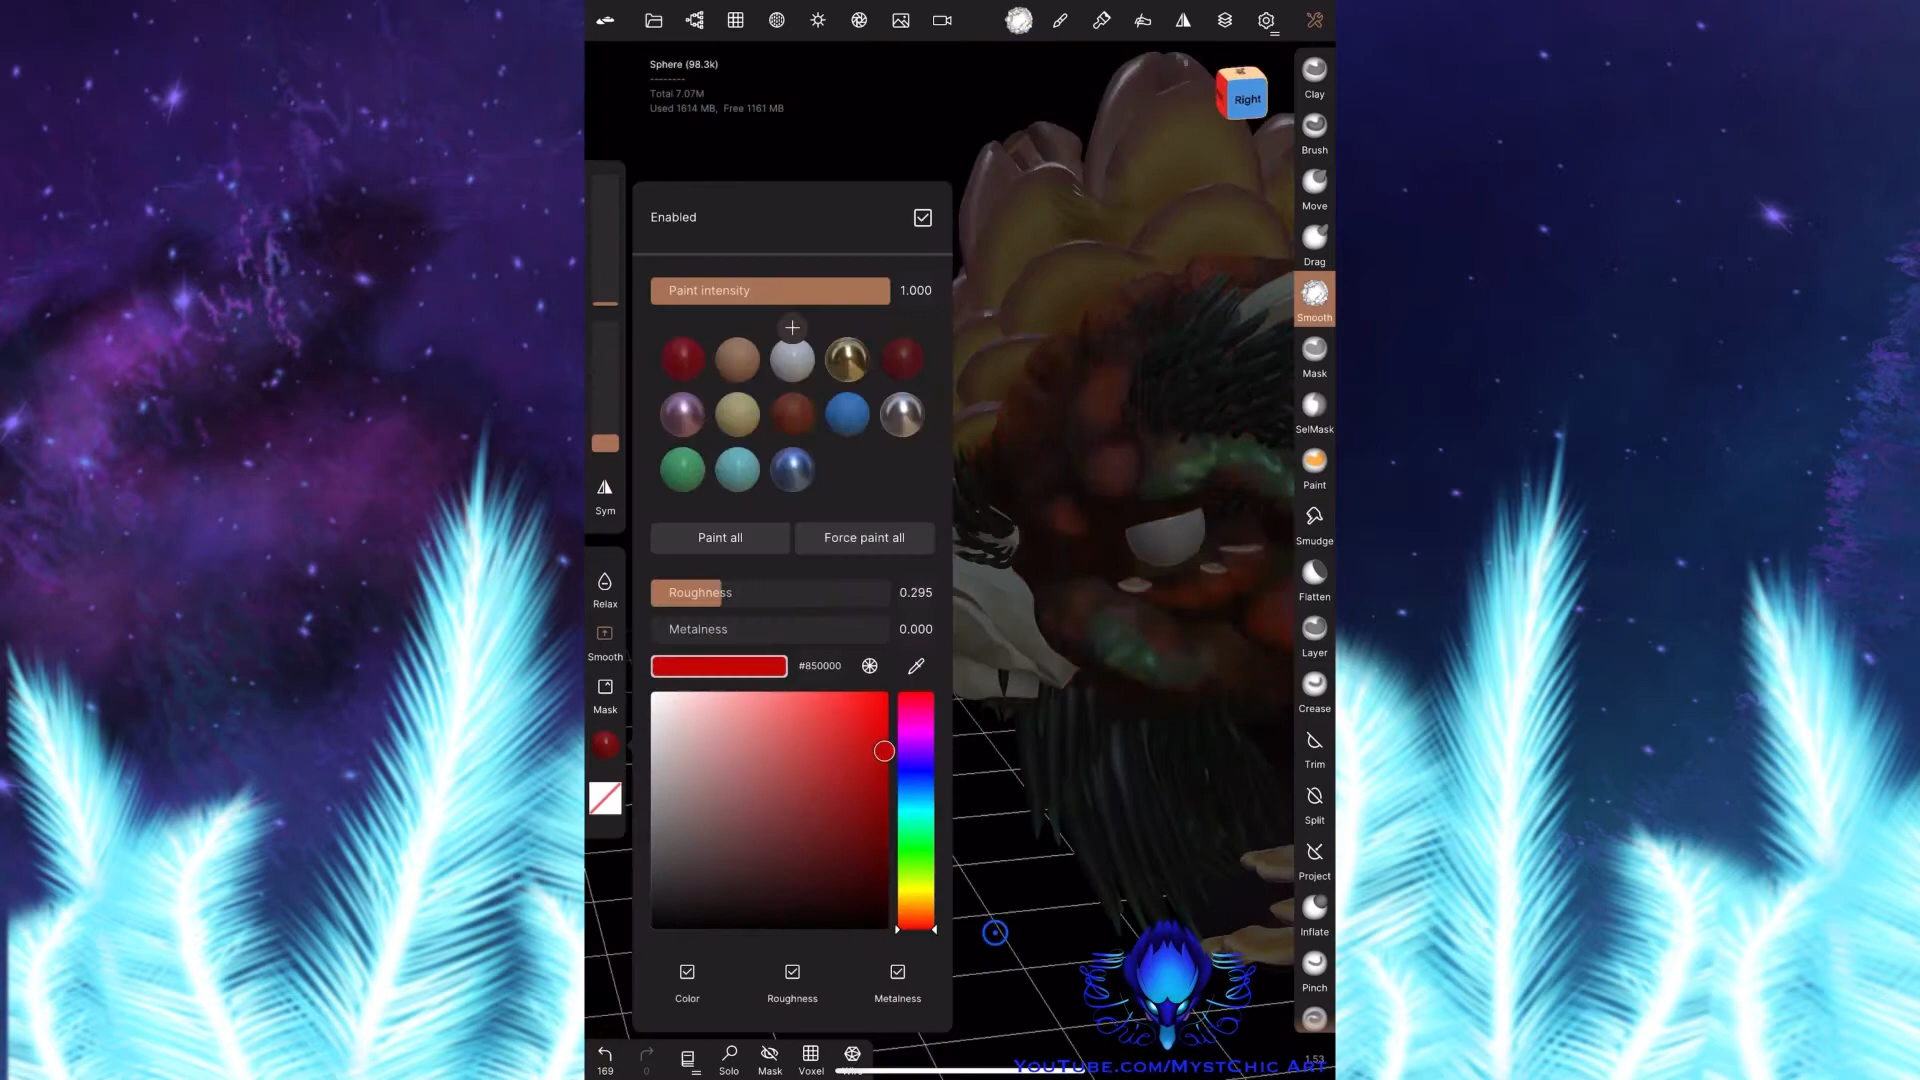 Sphere (98.3k)
--------
Total 7.07M
Used 1614 MB, Free 1161 MB
Right
Enabled
Paint intensity 1.000
Paint all Force paint all
Roughness 0.295
Metalness 0.000
#850000
Color Roughness Metalness
Sym
Relax
Smooth
Mask
Clay
Brush
Move
Drag
Smooth
Mask
SelMask
Paint
Smudge
Flatten
Layer
Crease
Trim
Split
Project
Inflate
Pinch
169 0 Solo Mask Voxel
1.53
YouTube.com/MystChic Art